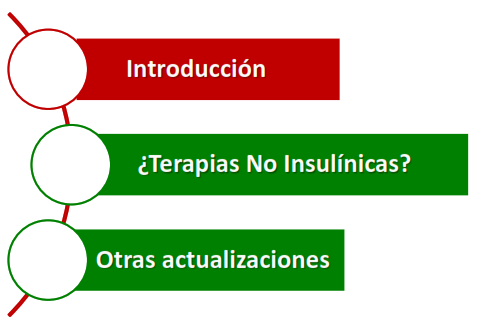 Introducción
¿Terapias No Insulínicas?
Otras actualizaciones